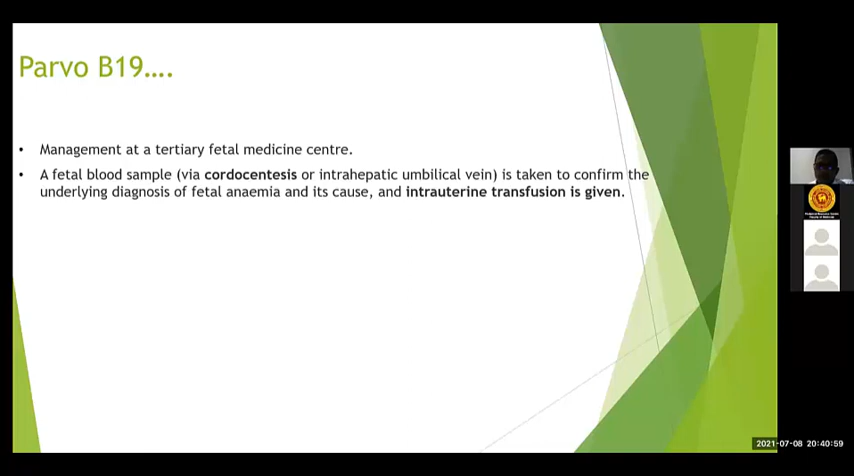 Parvo B19....
• Management at a tertiary fetal medicine centre.
• A fetal blood sample (via cordocentesis or intrahepatic umbilical vein) is taken to confirm the
underlying diagnosis of fetal anaemia and its cause, and intrauterine transfusion is given.
2021-07-08 20:40:59